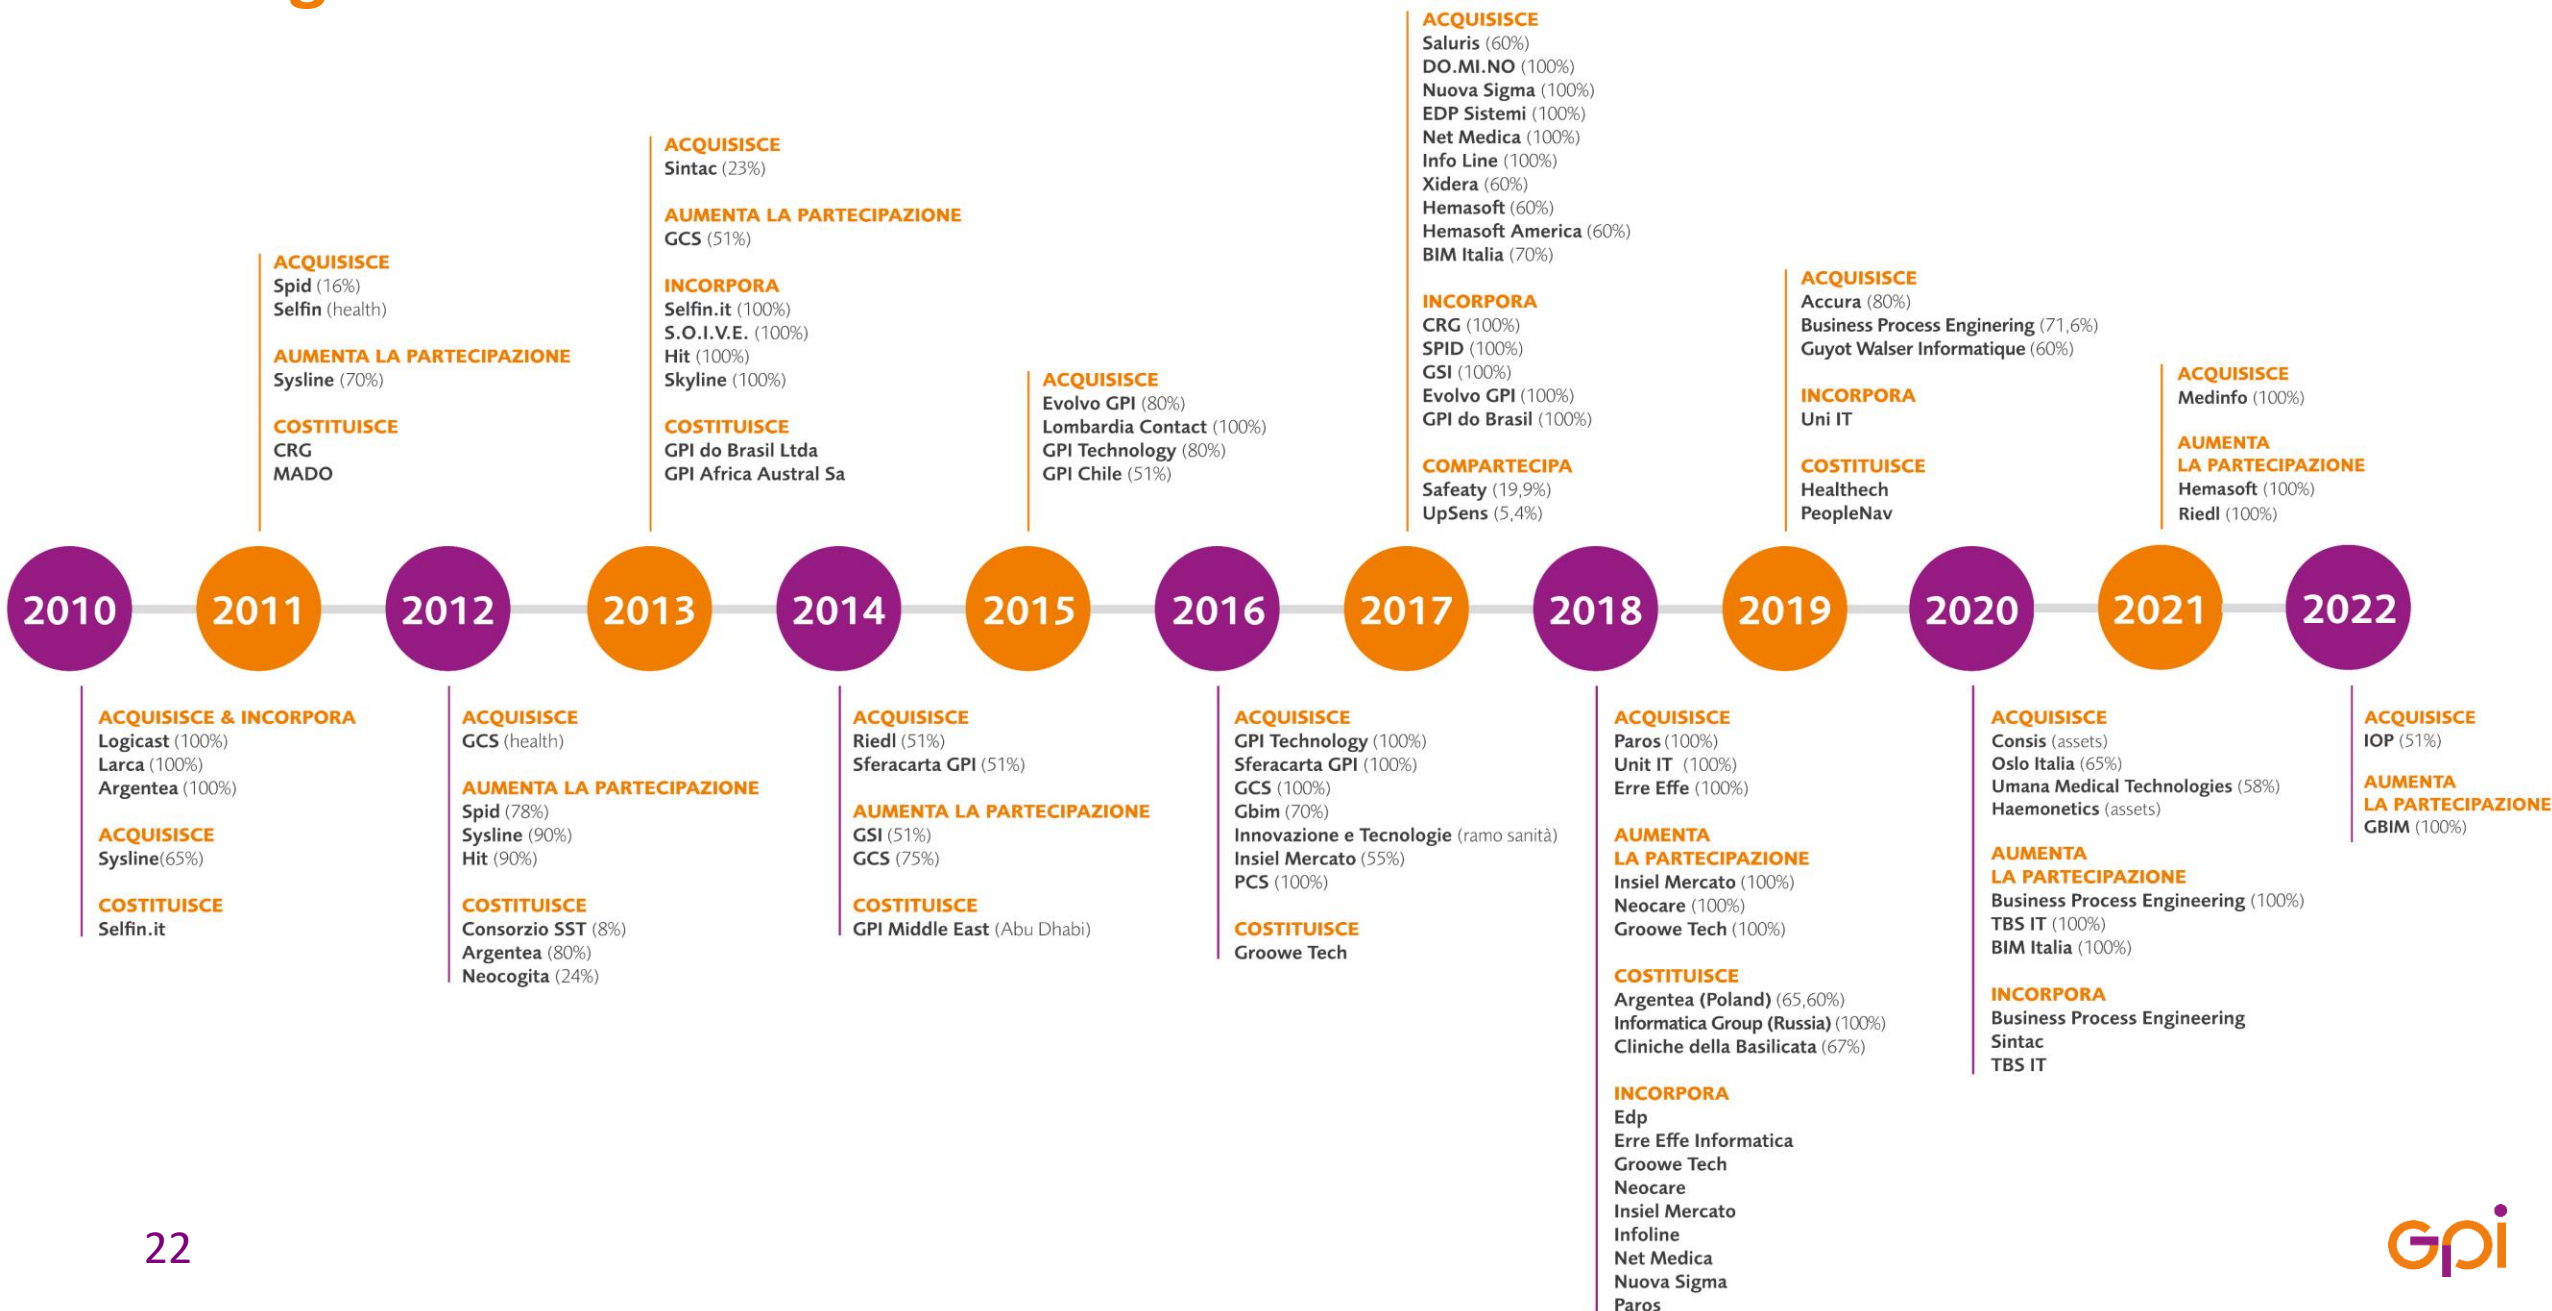 ACQUISISCE
Saluris (60%)
DO.MI.NO (100%)
Nuova Sigma (100%)
EDP Sistemi (100%)
Net Medica (100%)
Info Line (100%)
Xidera (60%)
Hemasoft (60%)
Hemasoft America (60%)
BIM Italia (70%)
INCORPORA
CRG (100%)
SPID (100%)
GSI (100%)
Evolvo GPI (100%)
GPI do Brasil (100%)
COMPARTECIPA
Safeaty (19,9%)
UpSens (5,4%)
ACQUISISCE
Sintac (23%)
AUMENTA LA PARTECIPAZIONE
GCS (51%)
INCORPORA
Selfin.it (100%)
S.O.I.V.E. (100%)
Hit (100%)
Skyline (100%)
COSTITUISCE
GPI do Brasil Ltda
GPI Africa Austral Sa
ACQUISISCE
Spid (16%)
Selfin (health)
AUMENTA LA PARTECIPAZIONE
Sysline (70%)
COSTITUISCE
CRG
MADO
ACQUISISCE
Evolvo GPI (80%)
Lombardia Contact (100%)
GPI Technology (80%)
GPI Chile (51%)
ACQUISISCE
Accura (80%)
Business Process Enginering (71,6%)
Guyot Walser Informatique (60%)
INCORPORA
Uni IT
COSTITUISCE
Healthech
PeopleNav
ACQUISISCE
Medinfo (100%)
AUMENTA
LA PARTECIPAZIONE
Hemasoft (100%)
Riedl (100%)
2010
2011
2012
2013
2014
2015
2016
2017
2018
2019
2020
2021
2022
ACQUISISCE & INCORPORA
Logicast (100%)
Larca (100%)
Argentea (100%)
ACQUISISCE
Sysline(65%)
COSTITUISCE
Selfin.it
ACQUISISCE
GCS (health)
AUMENTA LA PARTECIPAZIONE
Spid (78%)
Sysline (90%)
Hit (90%)
COSTITUISCE
Consorzio SST (8%)
Argentea (80%)
Neocogita (24%)
ACQUISISCE
Riedl (51%)
Sferacarta GPI (51%)
AUMENTA LA PARTECIPAZIONE
GSI (51%)
GCS (75%)
COSTITUISCE
GPI Middle East (Abu Dhabi)
ACQUISISCE
GPI Technology (100%)
Sferacarta GPI (100%)
GCS (100%)
Gbim (70%)
Innovazione e Tecnologie (ramo sanità)
Insiel Mercato (55%)
PCS (100%)
COSTITUISCE
Groowe Tech
ACQUISISCE
Paros (100%)
Unit IT (100%)
Erre Effe (100%)
AUMENTA
LA PARTECIPAZIONE
Insiel Mercato (100%)
Neocare (100%)
Groowe Tech (100%)
COSTITUISCE
Argentea (Poland) (65,60%)
Informatica Group (Russia) (100%)
Cliniche della Basilicata (67%)
INCORPORA
Edp
Erre Effe Informatica
Groowe Tech
Neocare
Insiel Mercato
Infoline
Net Medica
Nuova Sigma
Paros
ACQUISISCE
Consis (assets)
Oslo Italia (65%)
Umana Medical Technologies (58%)
Haemonetics (assets)
AUMENTA
LA PARTECIPAZIONE
Business Process Engineering (100%)
TBS IT (100%)
BIM Italia (100%)
INCORPORA
Business Process Engineering
Sintac
TBS IT
ACQUISISCE
IOP (51%)
AUMENTA
LA PARTECIPAZIONE
GBIM (100%)
22
Gpi